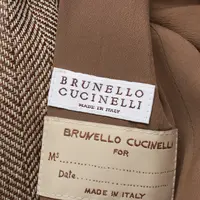 BRUNELLO
CUCINELLI
MADE IN ITALY
BRUNELLO CUCINELLI
FOR
Mʳ.
Date
MADE IN ITALY